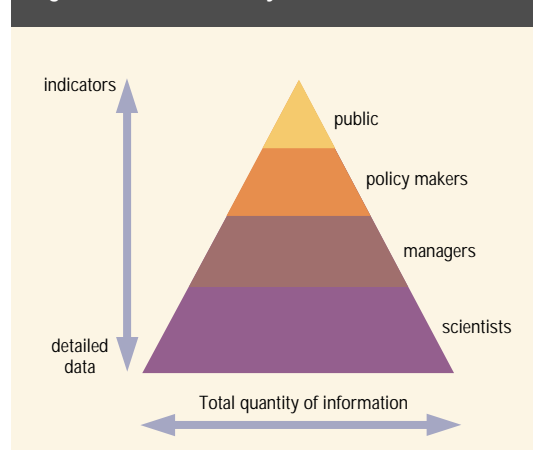 indicators
public
policy makers
managers
scientists
detailed
data
Total quantity of information